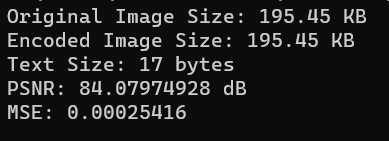 Original Image Size: 195.45 KB
Encoded Image Size: 195.45 KB
Text Size: 17 bytes
PSNR: 84.07974928 dB
MSE: 0.00025416